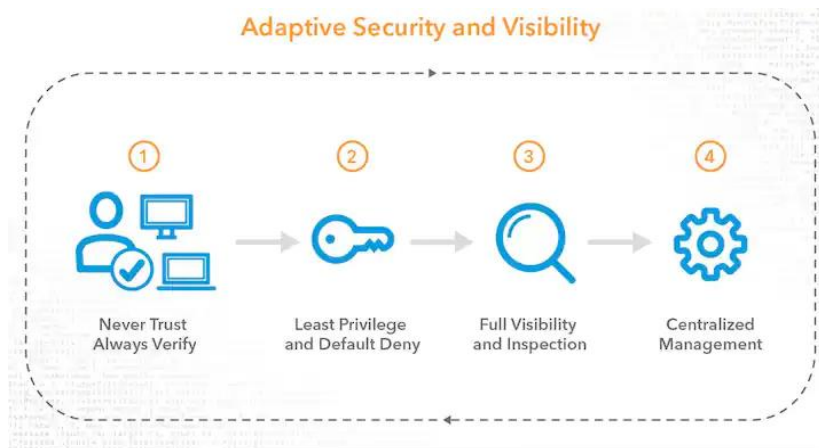 Adaptive Security and Visibility
1
2
3
4
Never Trust
Always Verify
Least Privilege
and Default Deny
Full Visibility
and Inspection
Centralized
Management